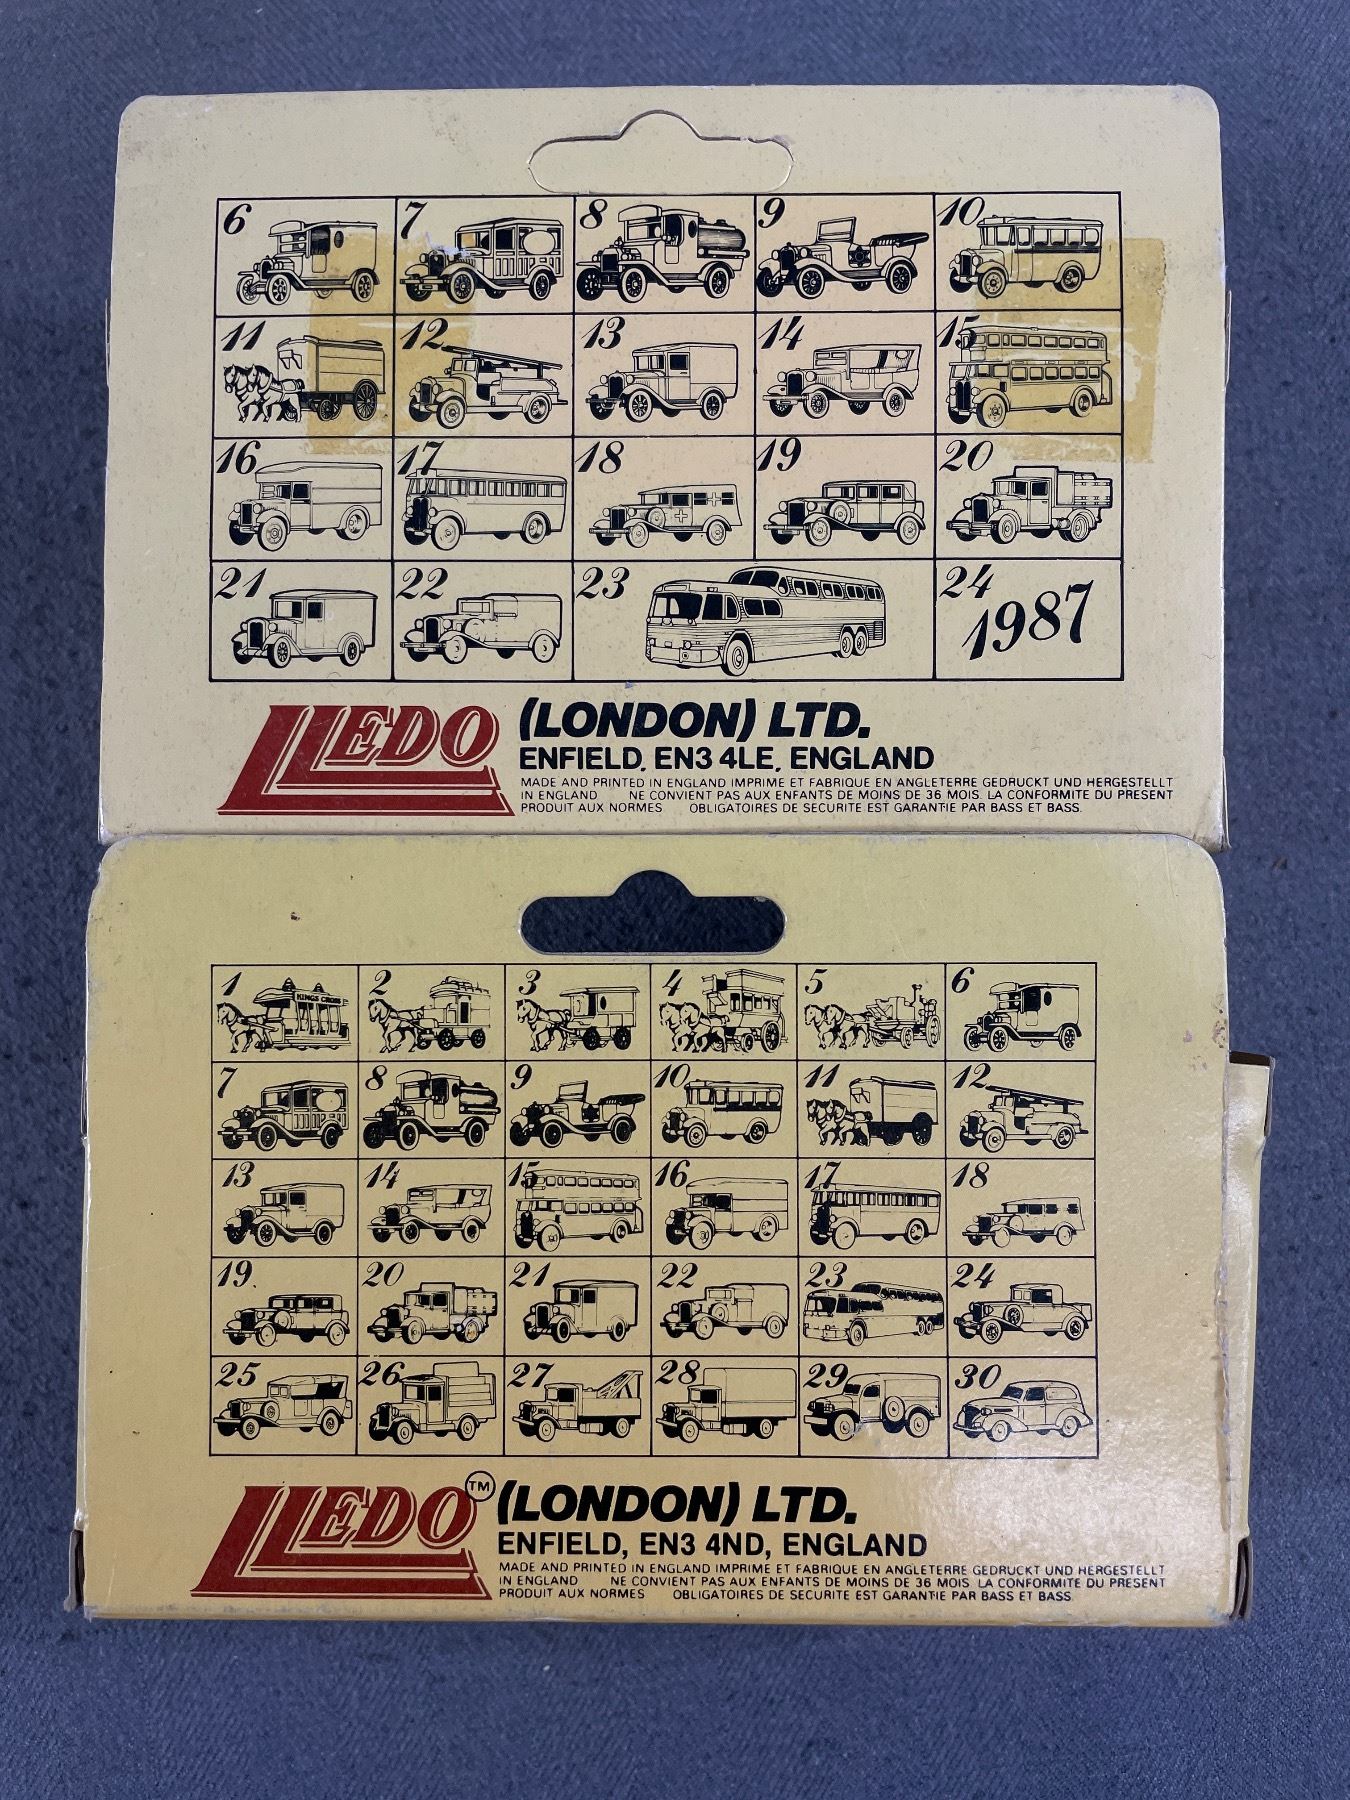 6 7 8 9 10
11 12 13 14 15
16 17 18 19 20
21 22 23 24 1987
LLEDO (LONDON) LTD.
ENFIELD, EN3 4LE, ENGLAND
MADE AND PRINTED IN ENGLAND IMPRIME ET FABRIQUE EN ANGLETERRE GEDRUCKT UND HERGESTELLT
IN ENGLAND NE CONVIENT PAS AUX ENFANTS DE MOINS DE 36 MOIS. LA CONFORMITE DU PRESENT
PRODUIT AUX NORMES OBLIGATOIRES DE SECURITE EST GARANTIE PAR BASS ET BASS.
1 2 3 4 5 6
KINGS CROSS
7 8 9 10 11 12
13 14 15 16 17 18
19 20 21 22 23 24
25 26 27 28 29 30
LLEDO TM (LONDON) LTD.
ENFIELD, EN3 4ND, ENGLAND
MADE AND PRINTED IN ENGLAND IMPRIME ET FABRIQUE EN ANGLETERRE GEDRUCKT UND HERGESTELLT
IN ENGLAND NE CONVIENT PAS AUX ENFANTS DE MOINS DE 36 MOIS LA CONFORMITE DU PRESENT
PRODUIT AUX NORMES OBLIGATOIRES DE SECURITE EST GARANTIE PAR BASS ET BASS.